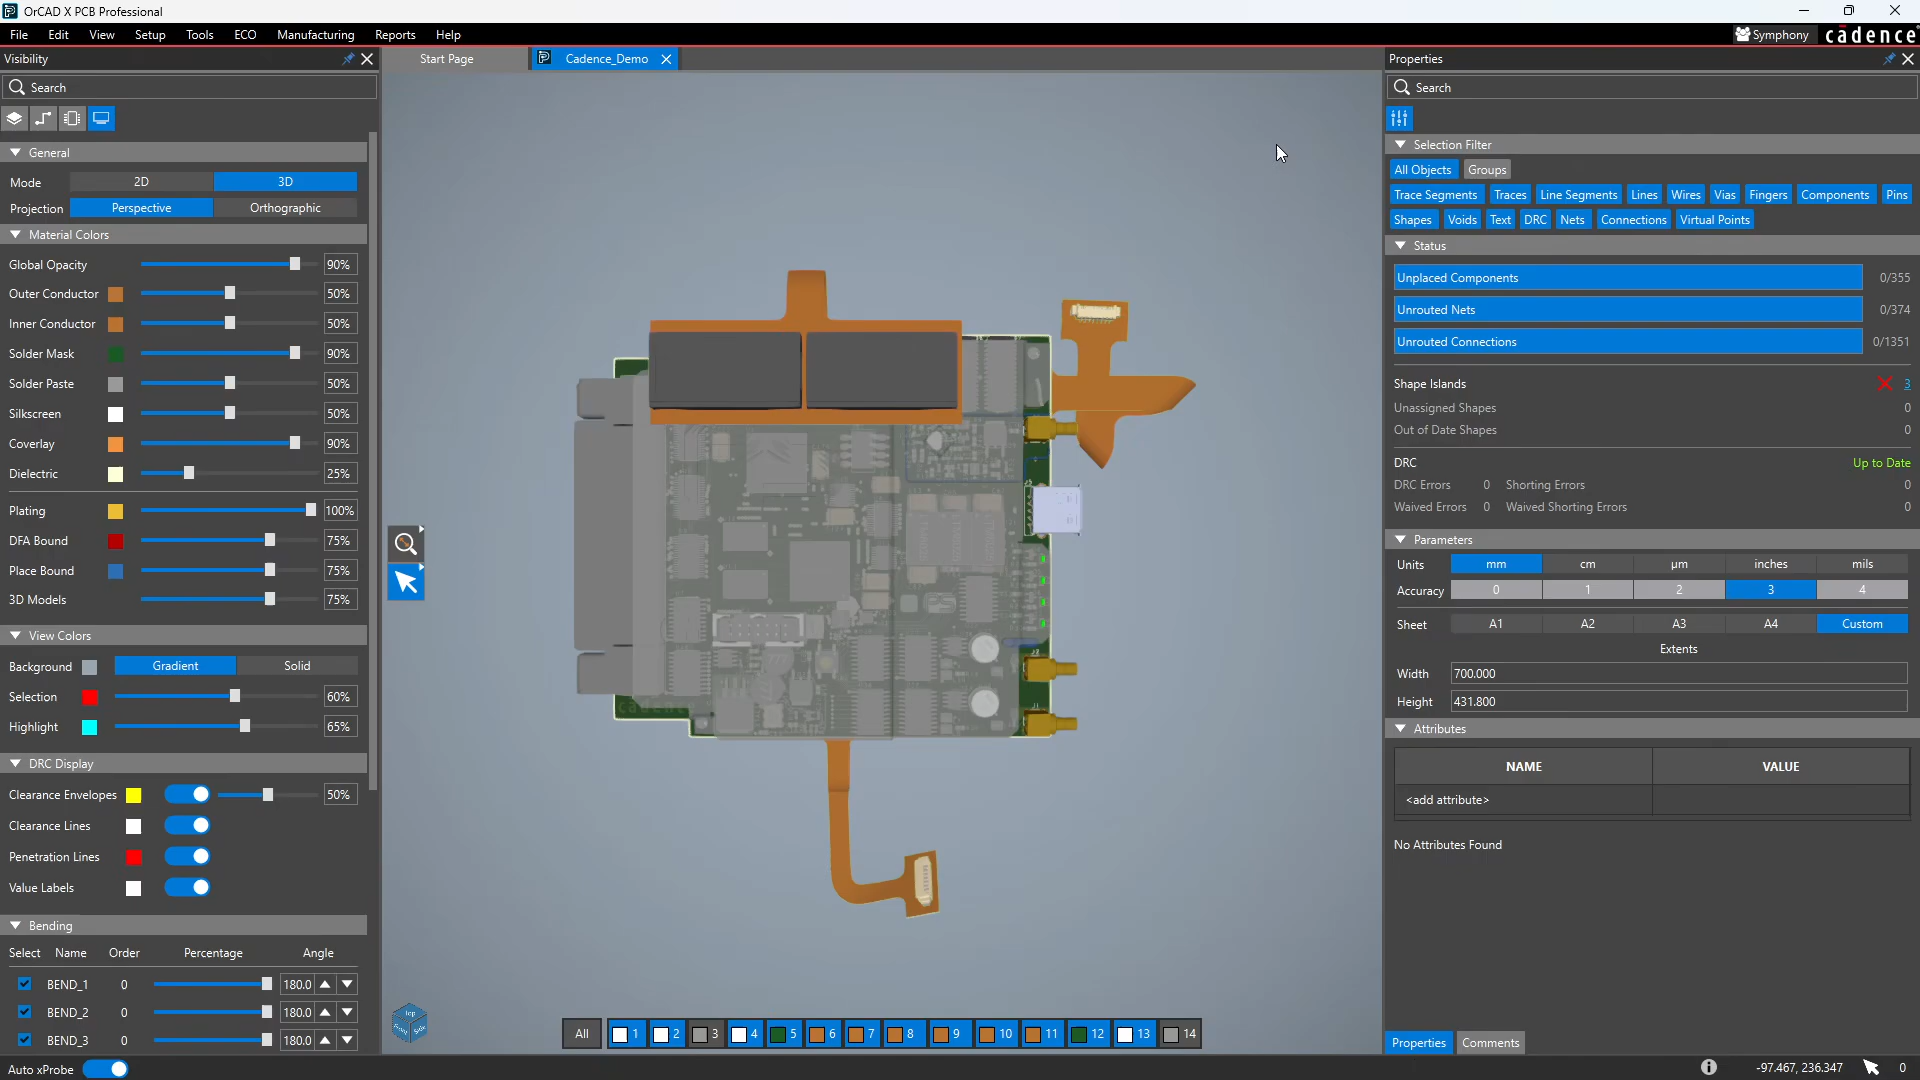 OrCAD X PCB Professional
File Edit View Setup Tools ECO Manufacturing Reports Help
Symphony cadence
Visibility
Search
General
Mode 2D 3D
Projection Perspective Orthographic
Material Colors
Global Opacity 90%
Outer Conductor 50%
Inner Conductor 50%
Solder Mask 90%
Solder Paste 50%
Silkscreen 50%
Coverlay 90%
Dielectric 25%
Plating 100%
DFA Bound 75%
Place Bound 75%
3D Models 75%
View Colors
Background Gradient Solid
Selection 60%
Highlight 65%
DRC Display
Clearance Envelopes 50%
Clearance Lines
Penetration Lines
Value Labels
Bending
Select Name Order Percentage Angle
BEND_1 0 180.0
BEND_2 0 180.0
BEND_3 0 180.0
Auto xProbe
Start Page Cadence_Demo
cadence
All 1 2 3 4 5 6 7 8 9 10 11 12 13 14
Properties
Search
Selection Filter
All Objects Groups
Trace Segments Traces Line Segments Lines Wires Vias Fingers Components Pins
Shapes Voids Text DRC Nets Connections Virtual Points
Status
Unplaced Components 0/355
Unrouted Nets 0/374
Unrouted Connections 0/1351
Shape Islands 3
Unassigned Shapes 0
Out of Date Shapes 0
DRC Up to Date
DRC Errors 0 Shorting Errors 0
Waived Errors 0 Waived Shorting Errors 0
Parameters
Units mm cm µm inches mils
Accuracy 0 1 2 3 4
Sheet A1 A2 A3 A4 Custom
Extents
Width 700.000
Height 431.800
Attributes
NAME VALUE
<add attribute>
No Attributes Found
Properties Comments
-97.467, 236.347 0